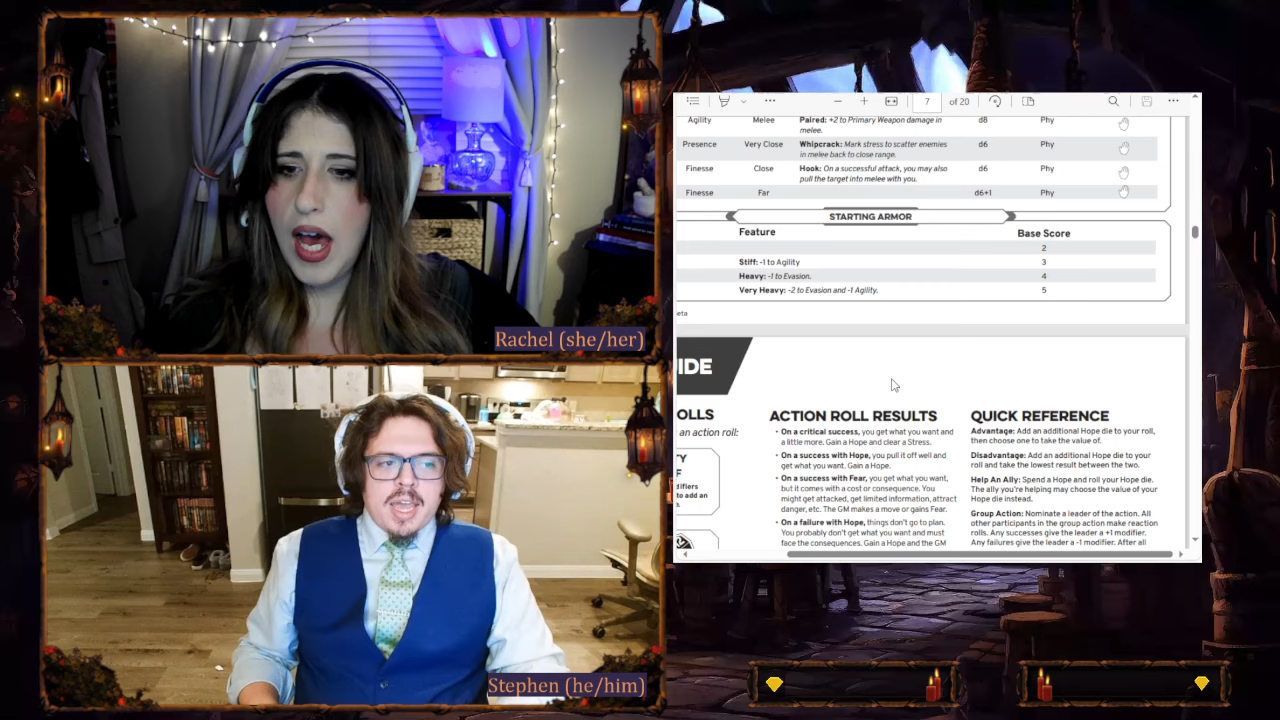 Rachel (she/her)
Stephen (he/him)
7 of 20
Agility Melee Paired: +2 to Primary Weapon damage in melee. d8 Phy
Presence Very Close Whipcrack: Mark stress to scatter enemies in melee back to close range. d6 Phy
Finesse Close Hook: On a successful attack, you may also pull the target into melee with you. d6 Phy
Finesse Far d6+1 Phy
STARTING ARMOR
Feature Base Score
2
Stiff: -1 to Agility 3
Heavy: -1 to Evasion. 4
Very Heavy: -2 to Evasion and -1 Agility. 5
eta
IDE
OLLS
an action roll:
Y
F
difiers
to add an
e.
ACTION ROLL RESULTS
• On a critical success, you get what you want and
a little more. Gain a Hope and clear a Stress.
• On a success with Hope, you pull it off well and
get what you want. Gain a Hope.
• On a success with Fear, you get what you want,
but it comes with a cost or consequence. You
might get attacked, get limited information, attract
danger, etc. The GM makes a move or gains Fear.
• On a failure with Hope, things don't go to plan.
You probably don't get what you want and must
face the consequences. Gain a Hope and the GM
QUICK REFERENCE
Advantage: Add an additional Hope die to your roll,
then choose one to take the value of.
Disadvantage: Add an additional Hope die to your
roll and take the lowest result between the two.
Help An Ally: Spend a Hope and roll your Hope die.
The ally you're helping may choose the value of your
Hope die instead.
Group Action: Nominate a leader of the action. All
other participants in the group action make reaction
rolls. Any successes give the leader a +1 modifier.
Any failures give the leader a -1 modifier. After all